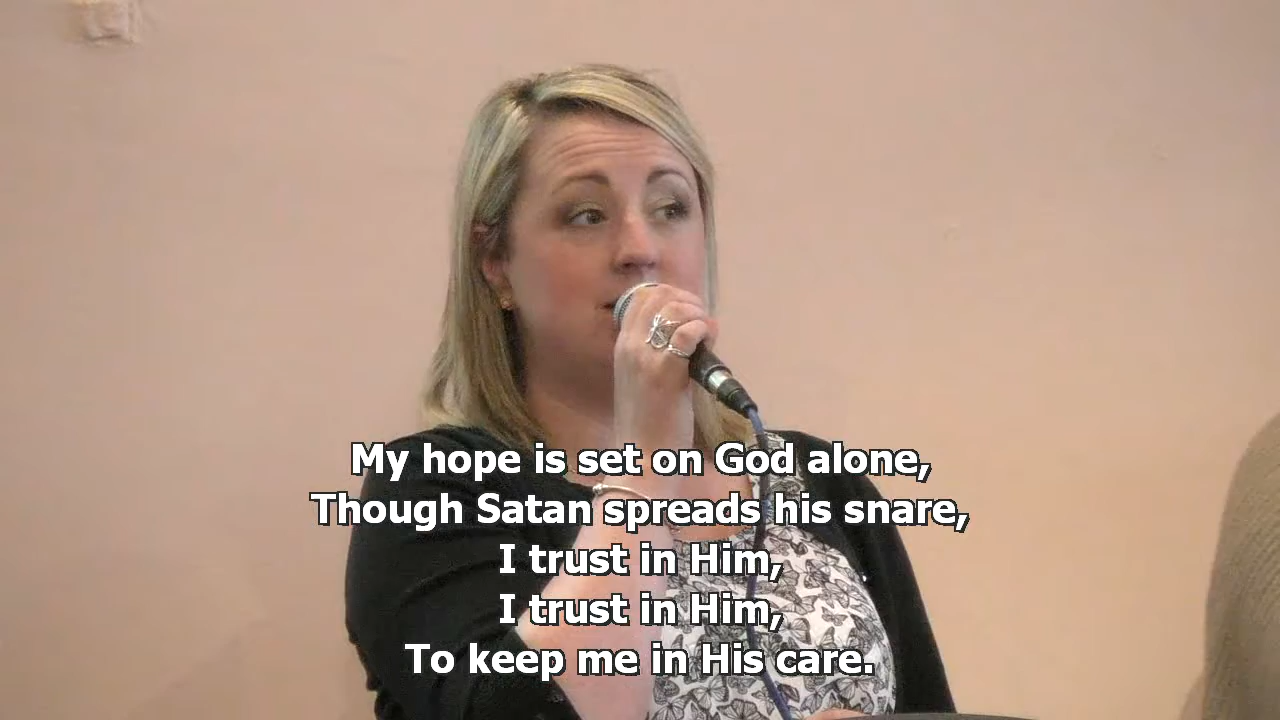 My hope is set on God alone,
Though Satan spreads his snare,
I trust in Him,
I trust in Him,
To keep me in His care.